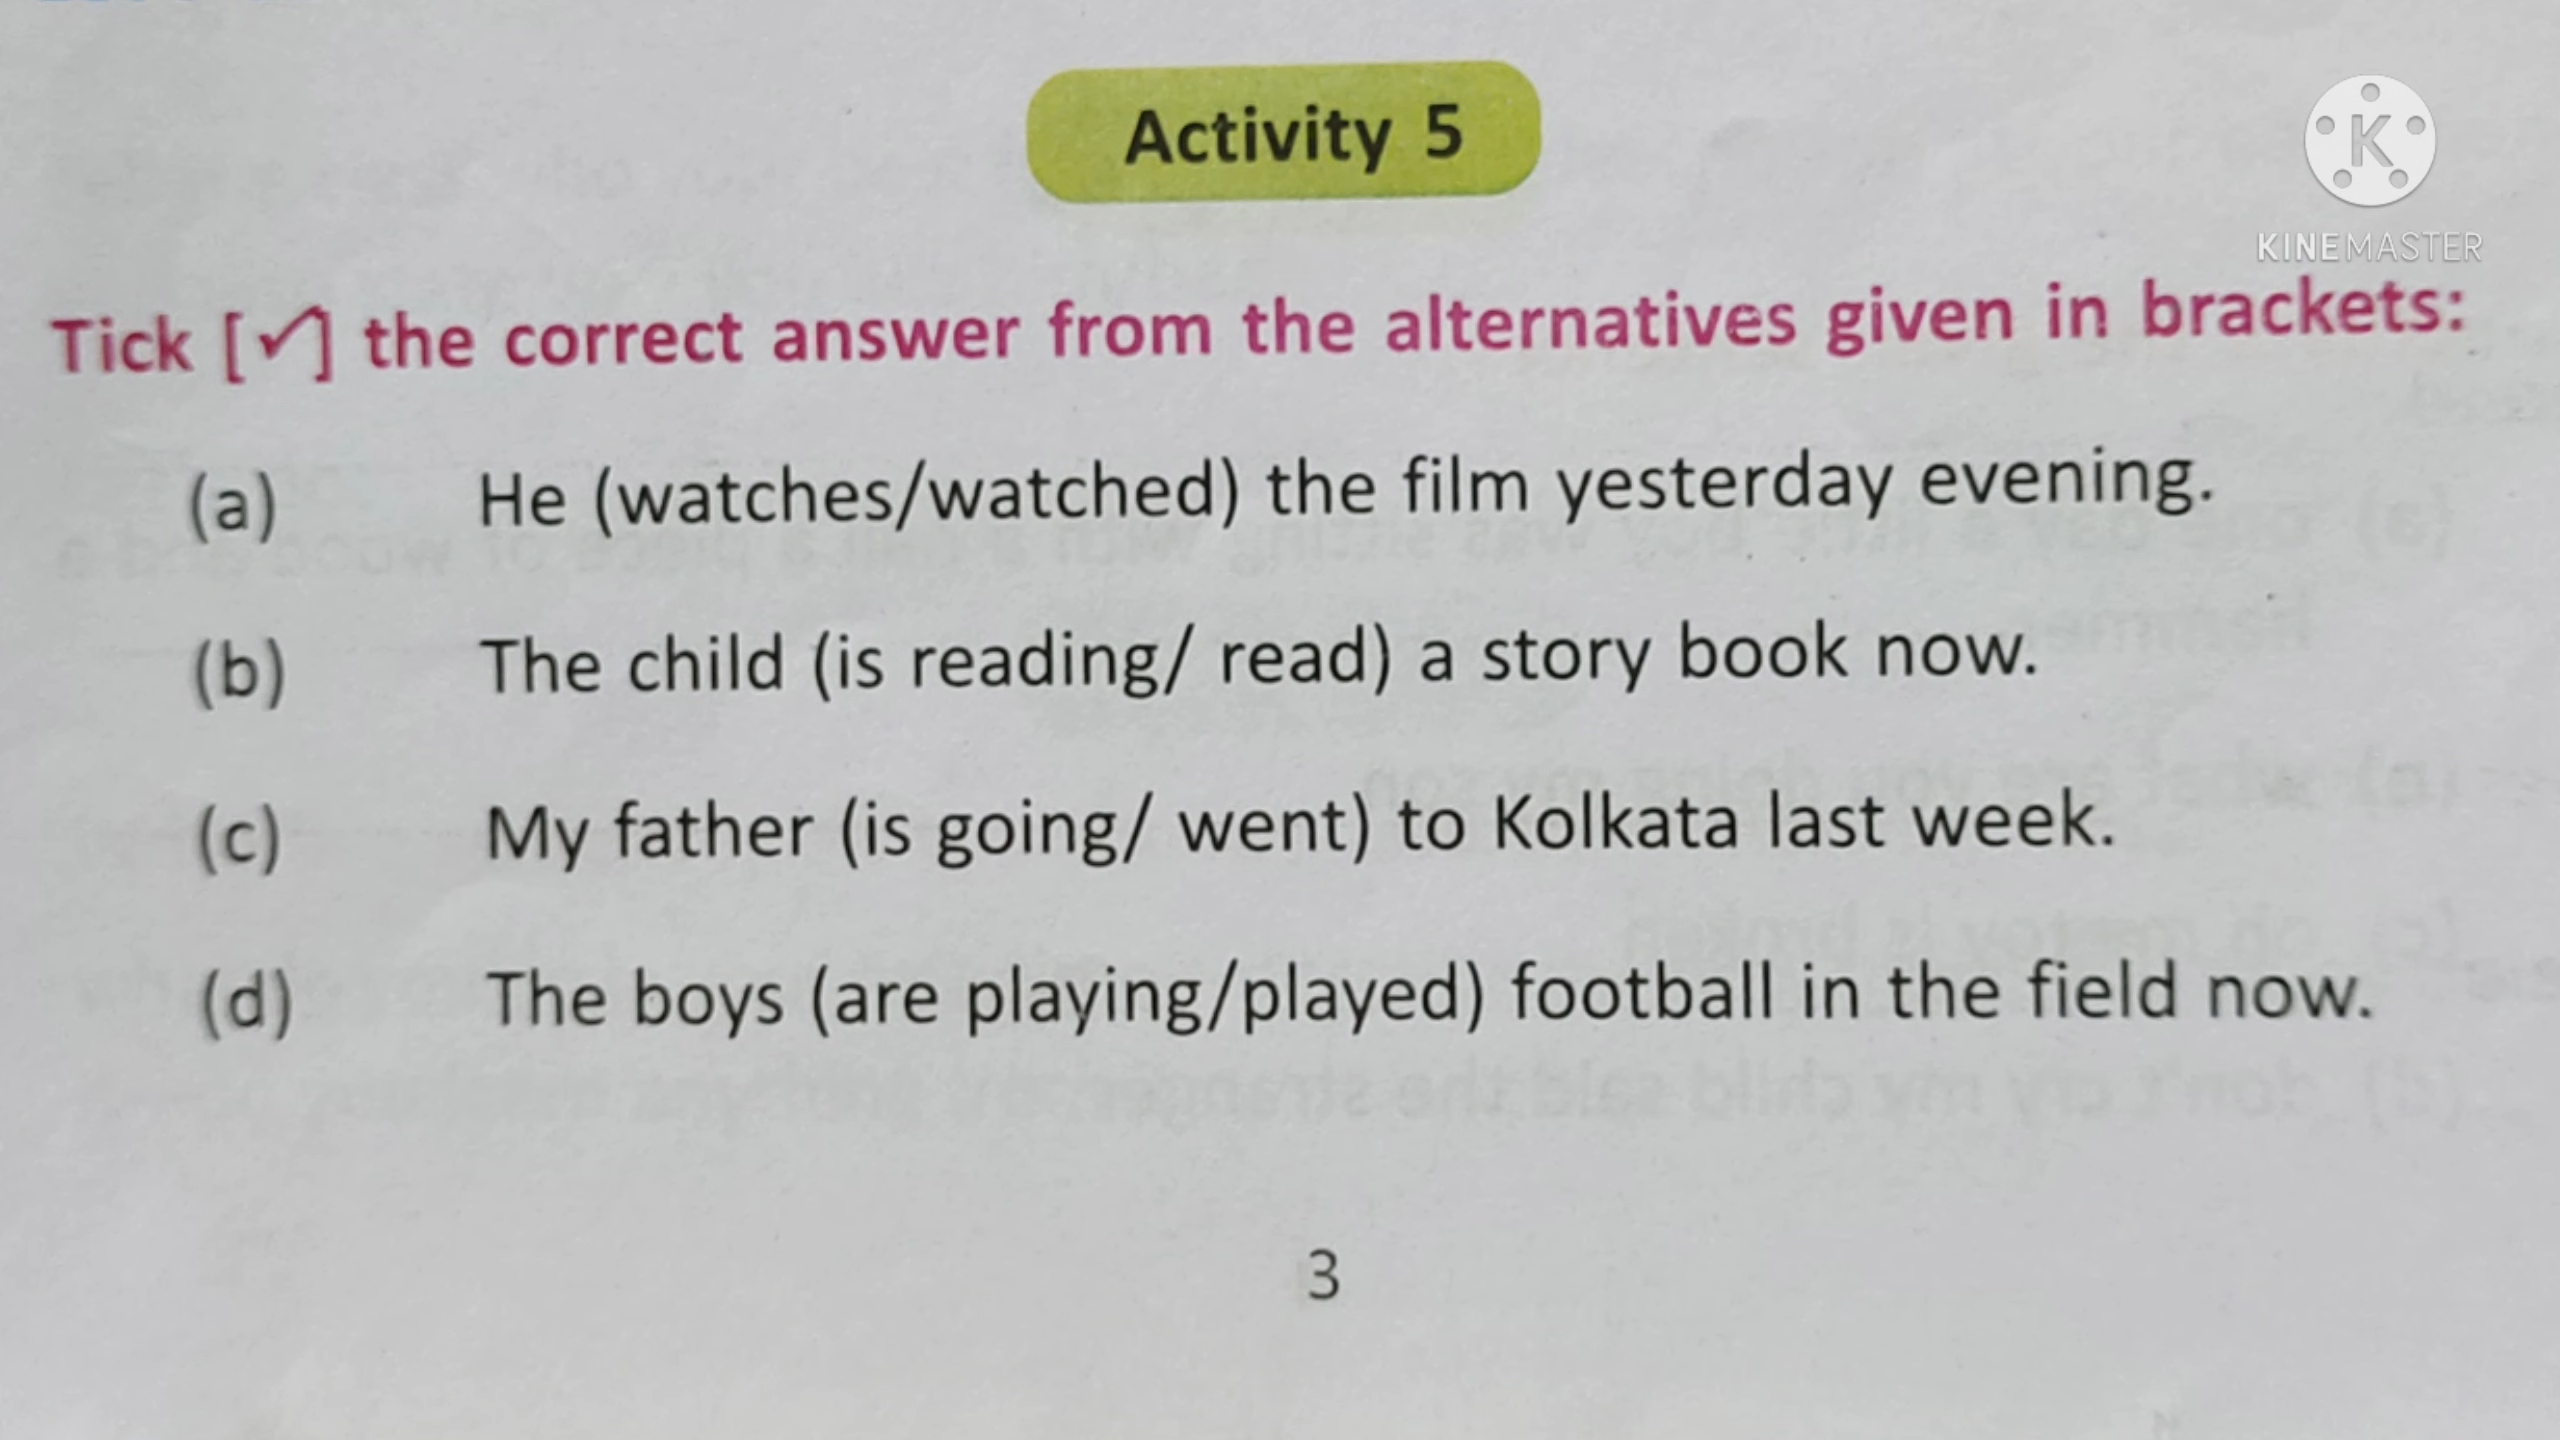 Activity 5
KINEMASTER
Tick [✓] the correct answer from the alternatives given in brackets:
(a) He (watches/watched) the film yesterday evening.
(b) The child (is reading/ read) a story book now.
(c) My father (is going/ went) to Kolkata last week.
(d) The boys (are playing/played) football in the field now.
3